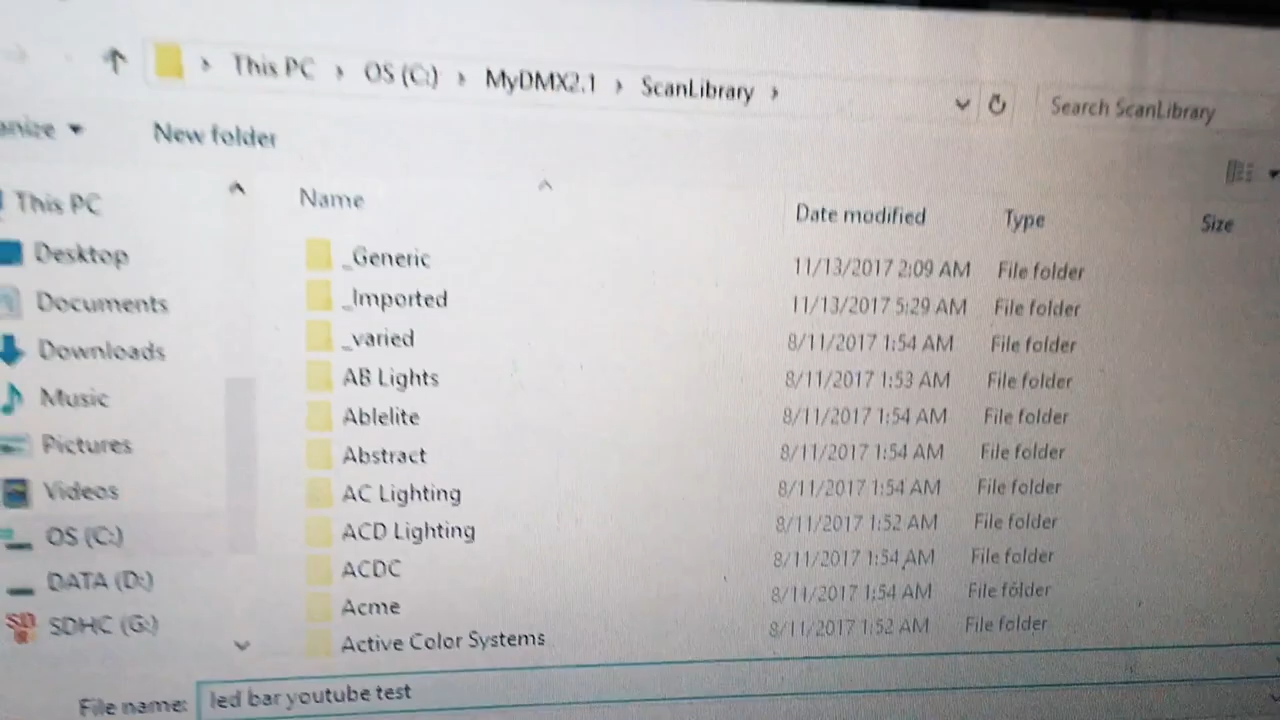 This PC > OS (C:) > MyDMX2.1 > ScanLibrary >
Search ScanLibrary
anize
New folder
This PC
Desktop
Documents
Downloads
Music
Pictures
Videos
OS (C:)
DATA (D:)
SDHC (G:)
Name Date modified Type Size
_Generic 11/13/2017 2:09 AM File folder
_Imported 11/13/2017 5:29 AM File folder
_varied 8/11/2017 1:54 AM File folder
AB Lights 8/11/2017 1:53 AM File folder
Ablelite 8/11/2017 1:54 AM File folder
Abstract 8/11/2017 1:54 AM File folder
AC Lighting 8/11/2017 1:54 AM File folder
ACD Lighting 8/11/2017 1:52 AM File folder
ACDC 8/11/2017 1:54 AM File folder
Acme 8/11/2017 1:54 AM File folder
Active Color Systems 8/11/2017 1:52 AM File folder
File name: led bar youtube test